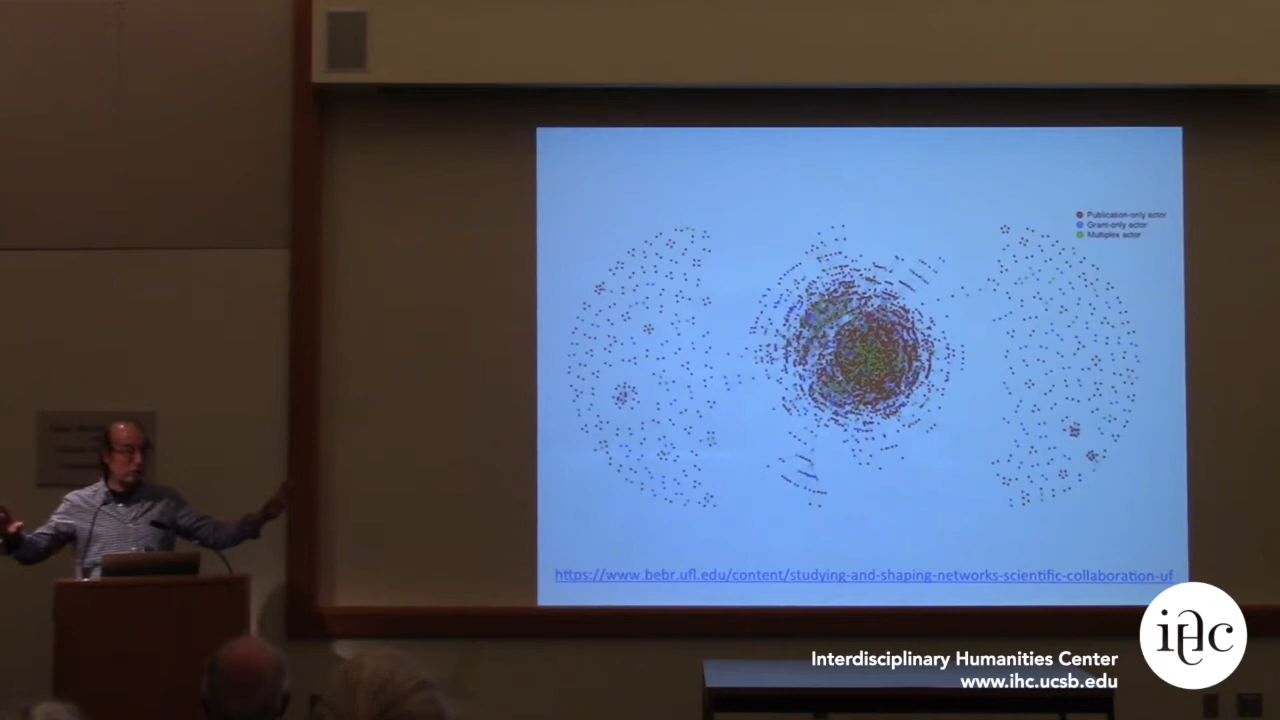 Publication-only actor
Grant-only actor
Multiplex actor
https://www.bebr.ufl.edu/content/studying-and-shaping-networks-scientific-collaboration-uf
ihc
Interdisciplinary Humanities Center
www.ihc.ucsb.edu